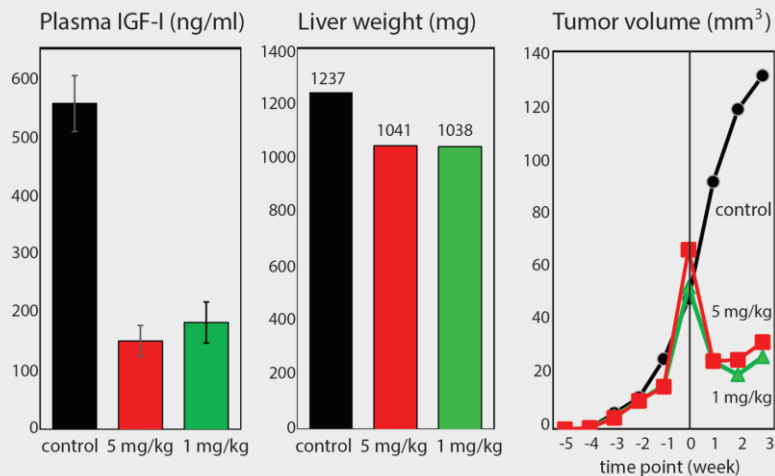 Plasma IGF-I (ng/ml)
600
500
400
300
200
100
0
control 5 mg/kg 1 mg/kg
Liver weight (mg)
1400
1200
1000
800
600
400
200
0
1237
1041
1038
control 5 mg/kg 1 mg/kg
Tumor volume (mm³)
140
120
100
80
60
40
20
0
control
5 mg/kg
1 mg/kg
-5 -4 -3 -2 -1 0 1 2 3
time point (week)